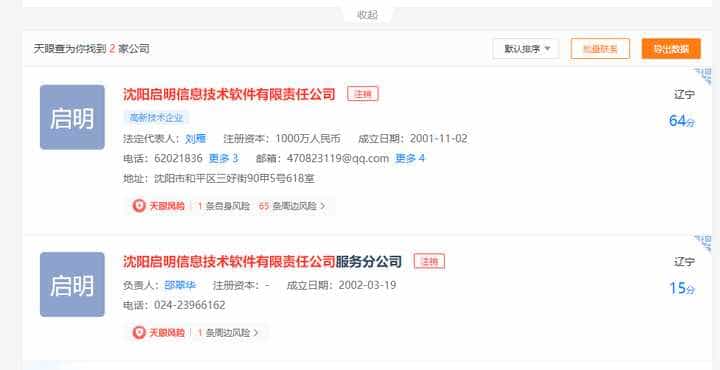 收起
天眼查为你找到 2 家公司
默认排序
批量联系
导出数据
启明
沈阳启明信息技术软件有限责任公司
注销
辽宁
高新技术企业
64分
法定代表人：刘雁 注册资本：1000万人民币 成立日期：2001-11-02
电话：62021836 更多 3 邮箱：470823119@qq.com 更多 4
地址：沈阳市和平区三好街90甲5号618室
天眼风险 1 条自身风险 65 条周边风险 >
启明
沈阳启明信息技术软件有限责任公司服务分公司
注销
辽宁
负责人：邵翠华 注册资本：- 成立日期：2002-03-19
15分
电话：024-23966162
天眼风险 1 条周边风险 >